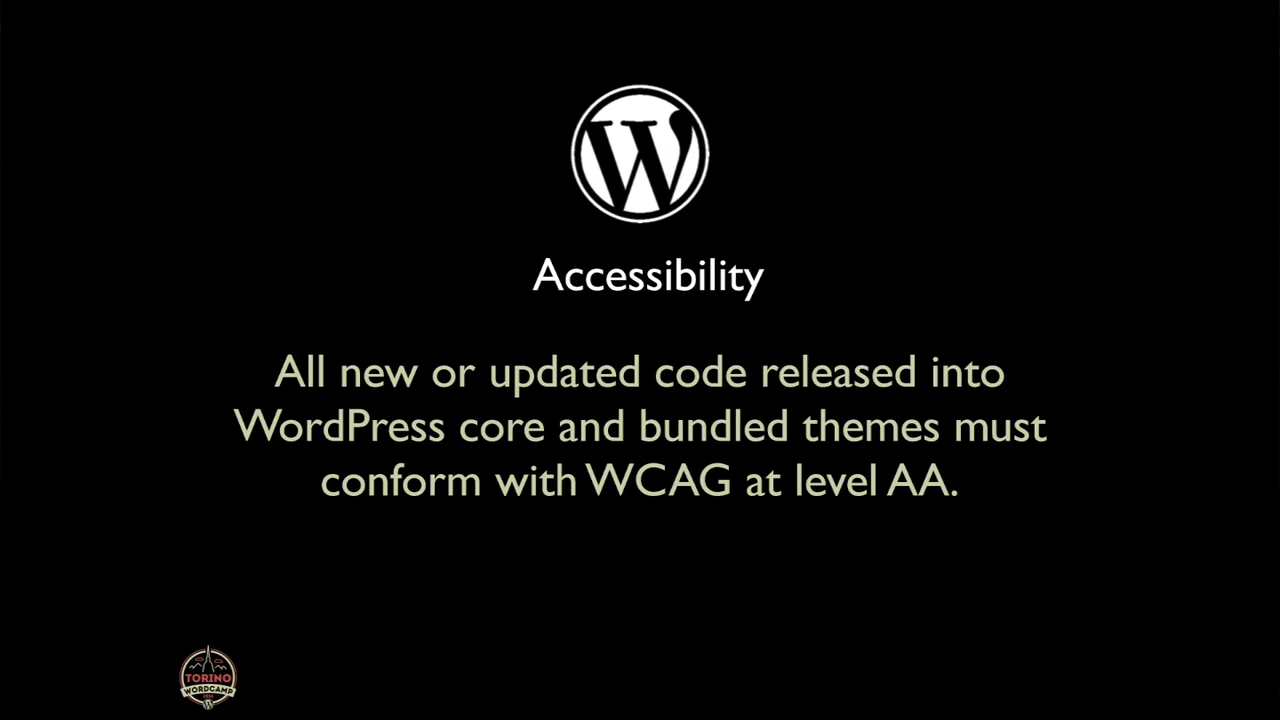 Accessibility
All new or updated code released into
WordPress core and bundled themes must
conform with WCAG at level AA.
TORINO
WORDCAMP